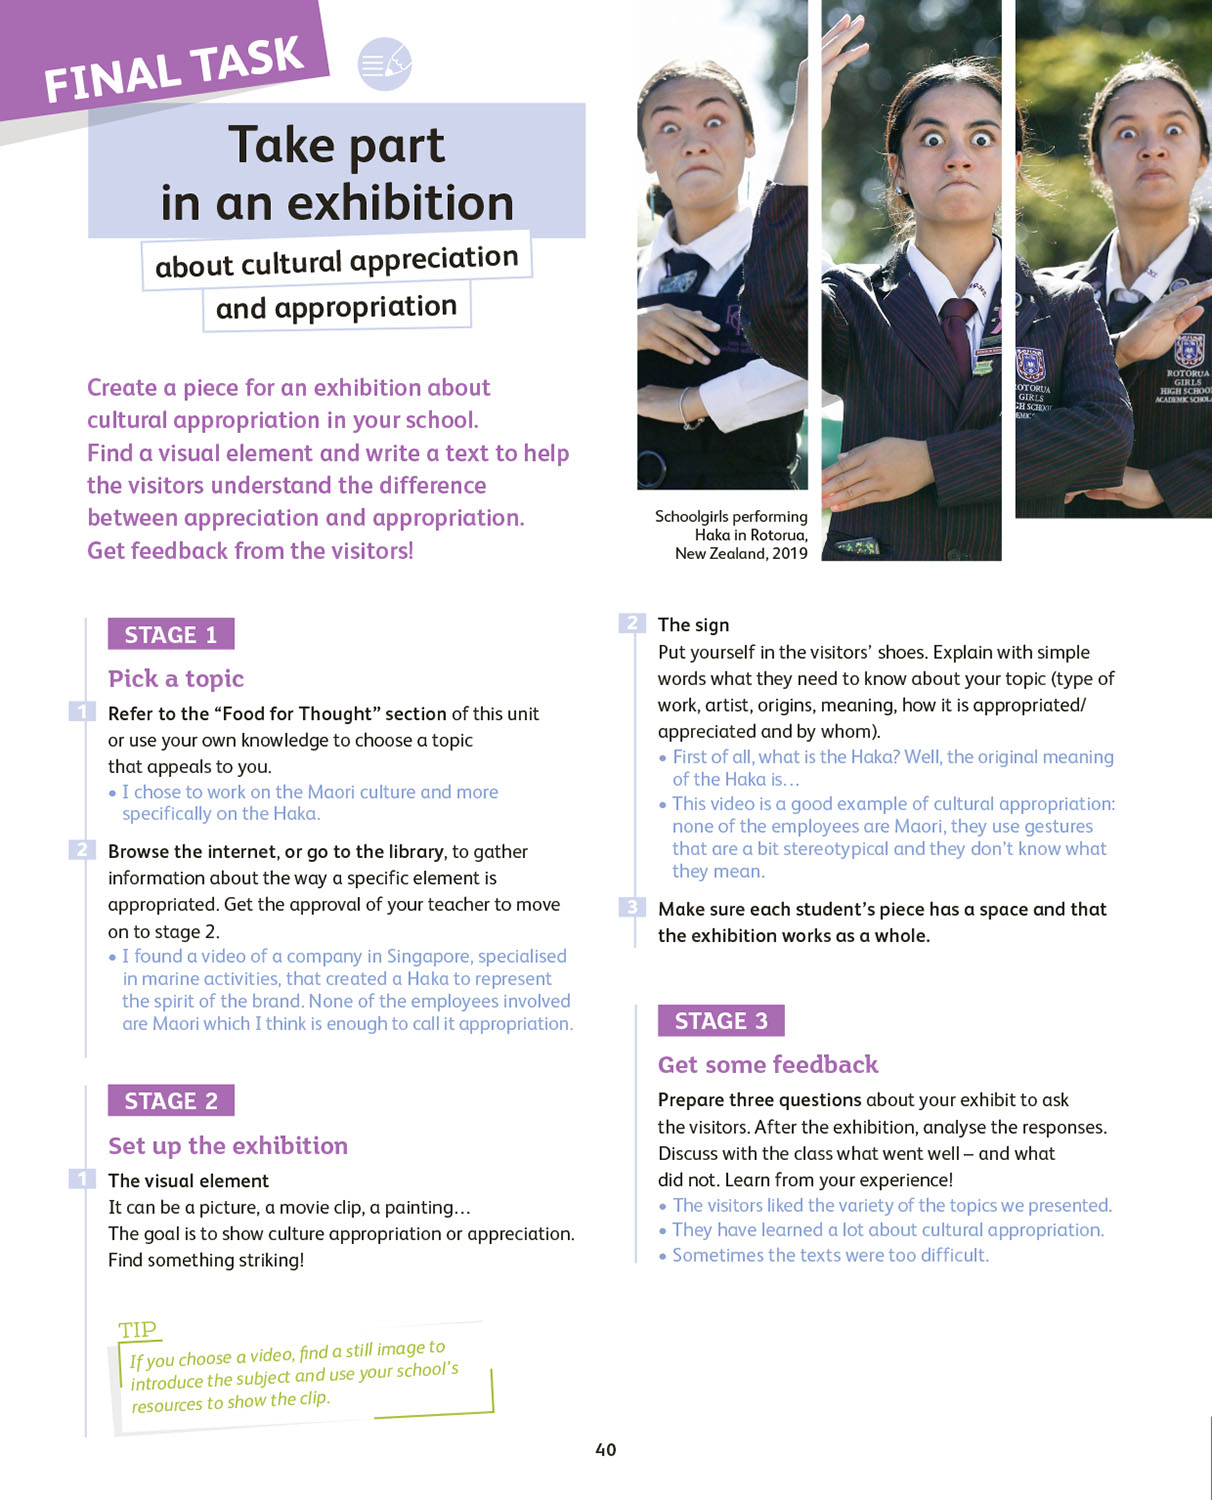 FINAL TASK
Take part
in an exhibition
about cultural appreciation
and appropriation
Create a piece for an exhibition about
cultural appropriation in your school.
Find a visual element and write a text to help
the visitors understand the difference
between appreciation and appropriation.
Get feedback from the visitors!
ROTORUA
GIRLS
HIGH SCHOOL
ROTORUA
GIRLS
HIGH SCHOOL
Schoolgirls performing
Haka in Rotorua,
New Zealand, 2019
STAGE 1
Pick a topic
1 Refer to the “Food for Thought” section of this unit
or use your own knowledge to choose a topic
that appeals to you.
• I chose to work on the Maori culture and more
specifically on the Haka.
2 Browse the internet, or go to the library, to gather
information about the way a specific element is
appropriated. Get the approval of your teacher to move
on to stage 2.
• I found a video of a company in Singapore, specialised
in marine activities, that created a Haka to represent
the spirit of the brand. None of the employees involved
are Maori which I think is enough to call it appropriation.
STAGE 2
Set up the exhibition
1 The visual element
It can be a picture, a movie clip, a painting…
The goal is to show culture appropriation or appreciation.
Find something striking!
TIP
If you choose a video, find a still image to
introduce the subject and use your school’s
resources to show the clip.
2 The sign
Put yourself in the visitors’ shoes. Explain with simple
words what they need to know about your topic (type of
work, artist, origins, meaning, how it is appropriated/
appreciated and by whom).
• First of all, what is the Haka? Well, the original meaning
of the Haka is…
• This video is a good example of cultural appropriation:
none of the employees are Maori, they use gestures
that are a bit stereotypical and they don’t know what
they mean.
3 Make sure each student’s piece has a space and that
the exhibition works as a whole.
STAGE 3
Get some feedback
Prepare three questions about your exhibit to ask
the visitors. After the exhibition, analyse the responses.
Discuss with the class what went well – and what
did not. Learn from your experience!
• The visitors liked the variety of the topics we presented.
• They have learned a lot about cultural appropriation.
• Sometimes the texts were too difficult.
40